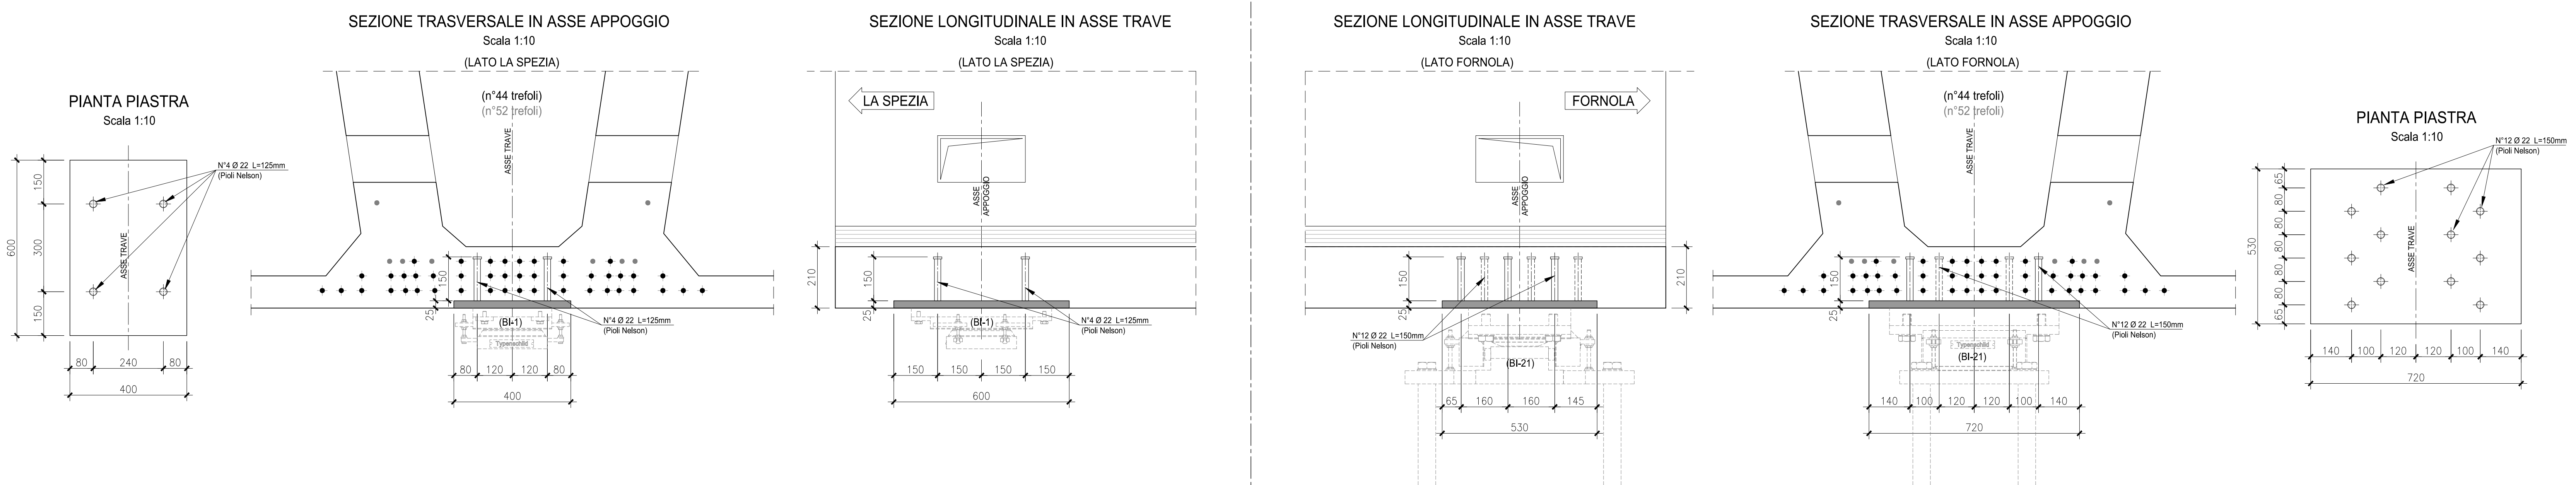 PIANTA PIASTRA
Scala 1:10
N°4 Ø 22 L=125mm
(Pioli Nelson)
ASSE TRAVE
150
300
150
600
80
240
80
400
SEZIONE TRASVERSALE IN ASSE APPOGGIO
Scala 1:10
(LATO LA SPEZIA)
(n°44 trefoli)
(n°52 trefoli)
ASSE TRAVE
150
25
(BI-1)
Typenschild
N°4 Ø 22 L=125mm
(Pioli Nelson)
80
120
120
80
400
SEZIONE LONGITUDINALE IN ASSE TRAVE
Scala 1:10
(LATO LA SPEZIA)
LA SPEZIA
ASSE
APPOGGIO
210
150
25
(BI-1)
N°4 Ø 22 L=125mm
(Pioli Nelson)
150
150
150
150
600
SEZIONE LONGITUDINALE IN ASSE TRAVE
Scala 1:10
(LATO FORNOLA)
FORNOLA
ASSE
APPOGGIO
150
210
25
N°12 Ø 22 L=150mm
(Pioli Nelson)
(BI-21)
65
160
160
145
530
SEZIONE TRASVERSALE IN ASSE APPOGGIO
Scala 1:10
(LATO FORNOLA)
(n°44 trefoli)
(n°52 trefoli)
ASSE TRAVE
150
25
N°12 Ø 22 L=150mm
(Pioli Nelson)
Typenschild
(BI-21)
140
100
120
120
100
140
720
PIANTA PIASTRA
Scala 1:10
N°12 Ø 22 L=150mm
(Pioli Nelson)
ASSE TRAVE
65
80
80
80
80
80
65
530
140
100
120
120
100
140
720